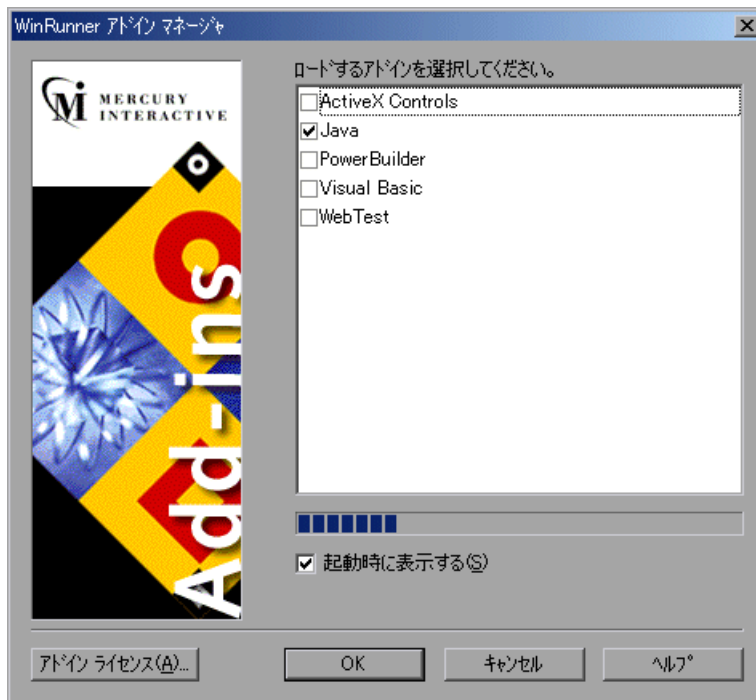 WinRunner アドイン マネージャ
MERCURY
INTERACTIVE
Add-ins
ロードするアドインを選択してください。
ActiveX Controls
Java
PowerBuilder
Visual Basic
WebTest
起動時に表示する(S)
アドイン ライセンス(A)...
OK
キャンセル
ヘルプ